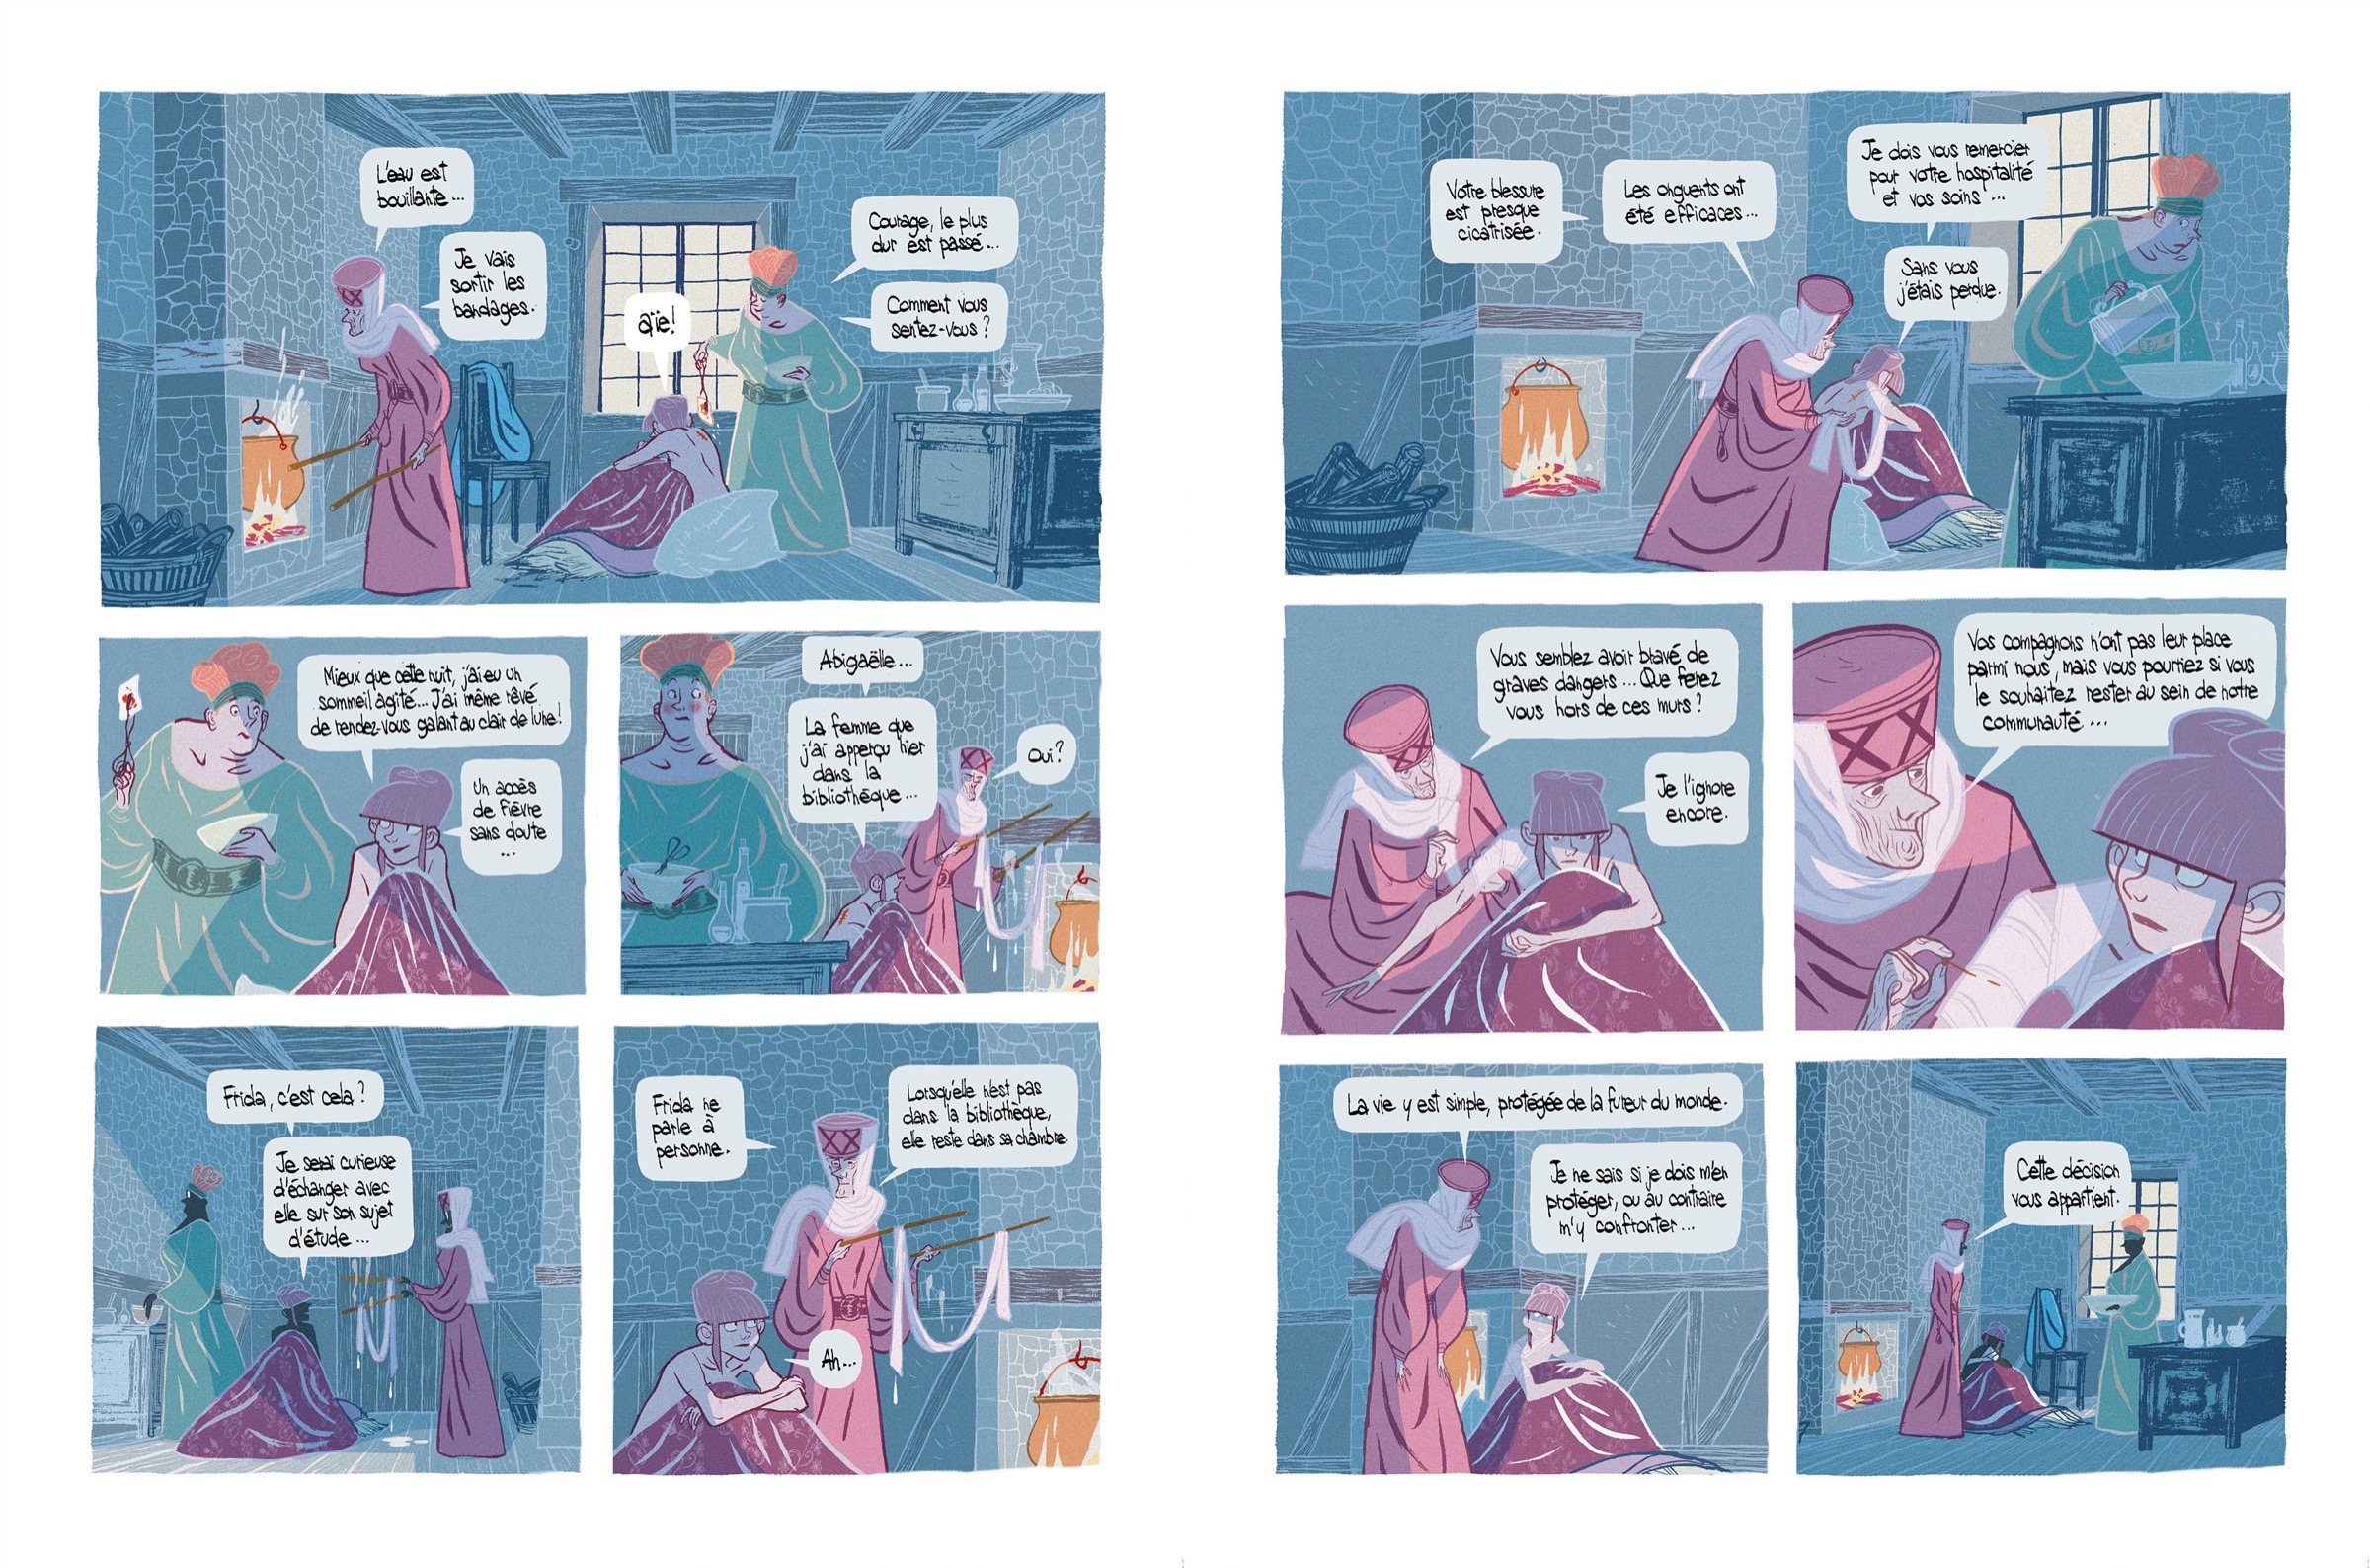 L'eau est
bouillante...
Je vais
sortir les
bandages.
aïe!
Courage, le plus
dur est passé...
Comment vous
sentez-vous ?
Mieux que cette nuit, j'ai eu un
sommeil agité... J'ai même rêvé
de rendez-vous galant au clair de lune!
Un accès
de fièvre
sans doute
...
Abigaëlle...
La femme que
j'ai apperçu hier
dans la
bibliothéque...
Oui?
Frida, c'est cela ?
Je serai curieuse
d'échanger avec
elle sur son sujet
d'étude...
Frida ne
parle à
personne.
Lorsqu'elle n'est pas
dans la bibliothèque,
elle reste dans sa chambre.
Ah...
Votre blessure
est presque
cicatrisée.
Les onguents ont
été efficaces...
Je dois vous remercier
pour votre hospitalité
et vos soins...
Sans vous
j'étais perdue.
Vous semblez avoir bravé de
graves dangers... Que ferez
vous hors de ces murs ?
Je l'ignore
encore.
Vos compagnons n'ont pas leur place
parmi nous, mais vous pourriez si vous
le souhaitez rester au sein de notre
communauté...
La vie y est simple, protégée de la fureur du monde.
Je ne sais si je dois m'en
protéger, ou au contraire
m'y confronter...
Cette décision
vous appartient.